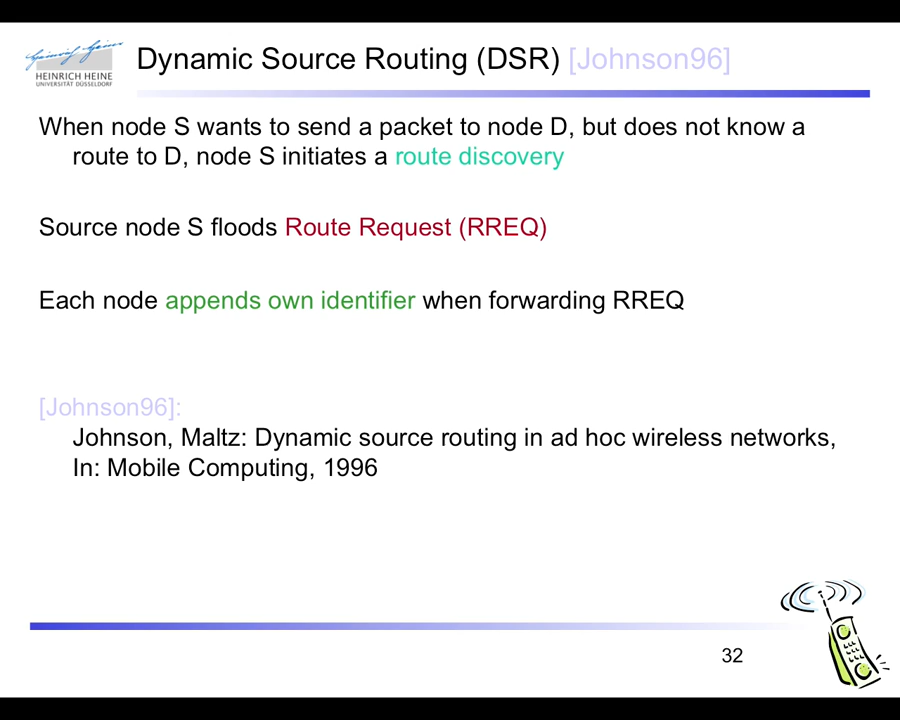 Heinrich Heine
HEINRICH HEINE
UNIVERSITÄT DÜSSELDORF
Dynamic Source Routing (DSR) [Johnson96]
When node S wants to send a packet to node D, but does not know a
route to D, node S initiates a route discovery
Source node S floods Route Request (RREQ)
Each node appends own identifier when forwarding RREQ
[Johnson96]:
Johnson, Maltz: Dynamic source routing in ad hoc wireless networks,
In: Mobile Computing, 1996
32